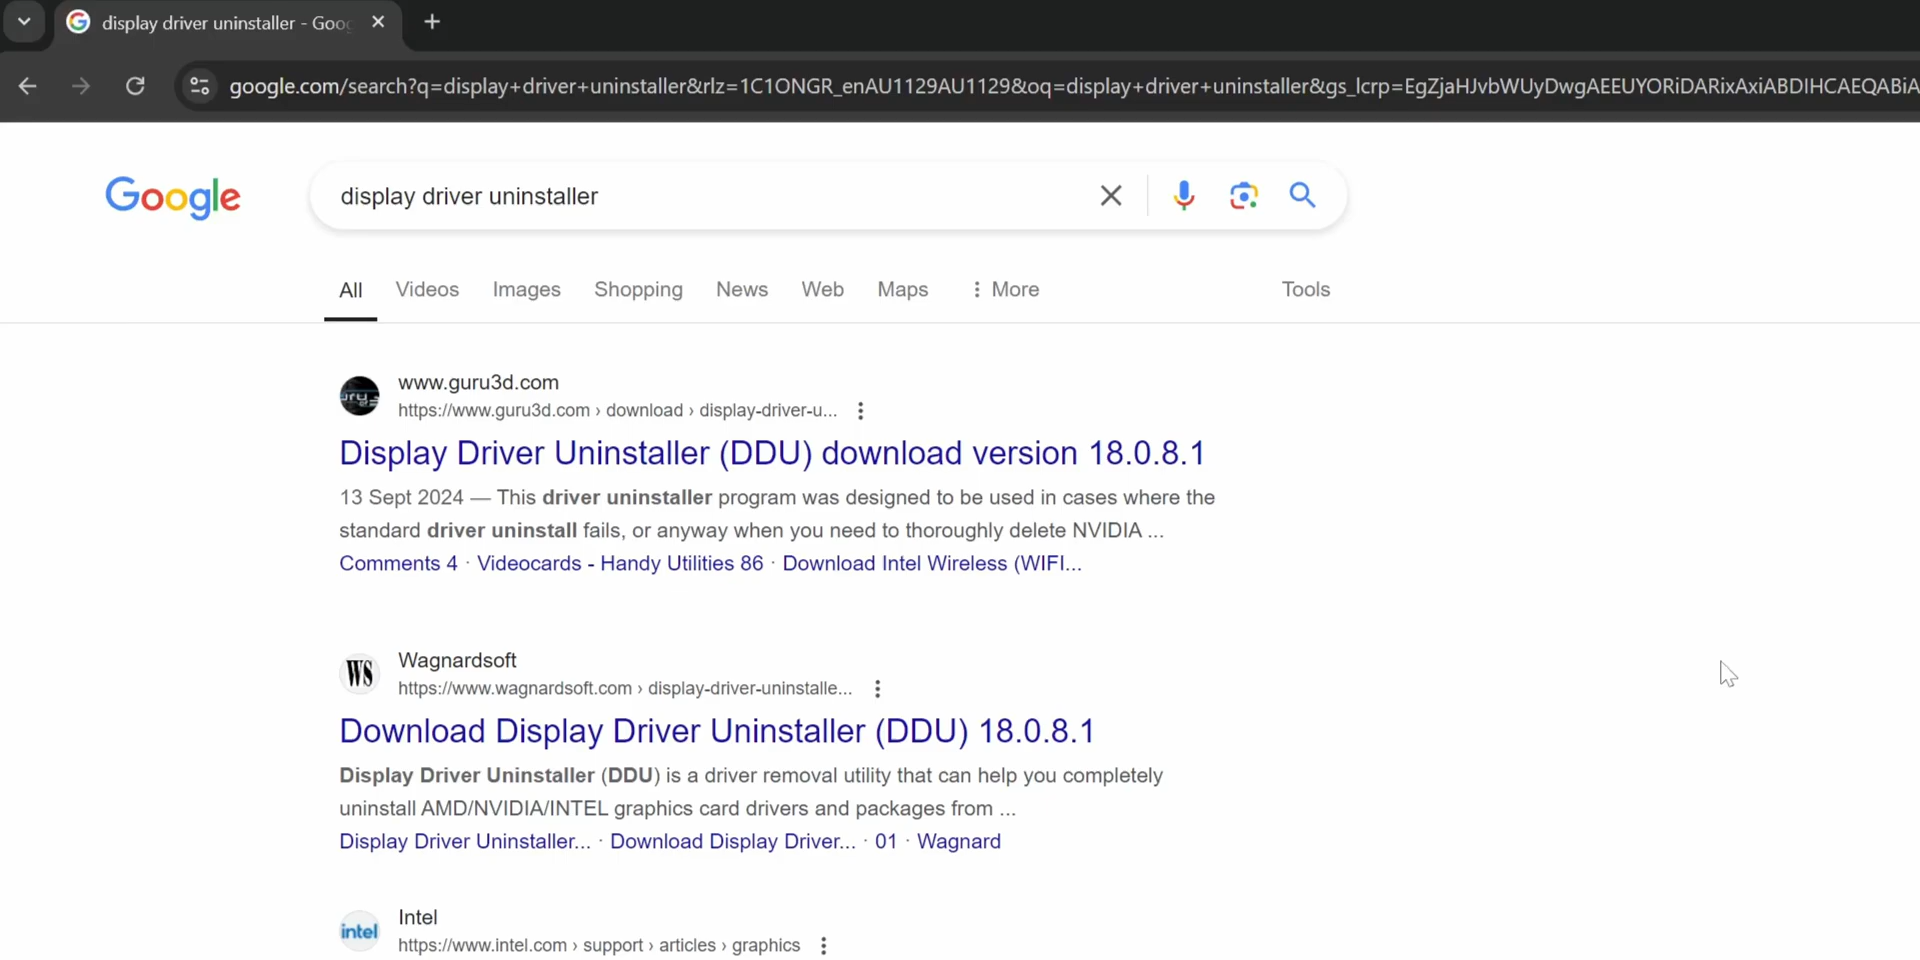 display driver uninstaller - Goog
google.com/search?q=display+driver+uninstaller&rlz=1C1ONGR_enAU1129AU1129&oq=display+driver+uninstaller&gs_lcrp=EgZjaHJvbWUyDwgAEEUYORiDARixAxiABDIHCAEQABiA
Google
display driver uninstaller
All Videos Images Shopping News Web Maps More Tools
www.guru3d.com
https://www.guru3d.com › download › display-driver-u...
Display Driver Uninstaller (DDU) download version 18.0.8.1
13 Sept 2024 — This driver uninstaller program was designed to be used in cases where the
standard driver uninstall fails, or anyway when you need to thoroughly delete NVIDIA ...
Comments 4 · Videocards - Handy Utilities 86 · Download Intel Wireless (WIFI...
WS
Wagnardsoft
https://www.wagnardsoft.com › display-driver-uninstalle...
Download Display Driver Uninstaller (DDU) 18.0.8.1
Display Driver Uninstaller (DDU) is a driver removal utility that can help you completely
uninstall AMD/NVIDIA/INTEL graphics card drivers and packages from ...
Display Driver Uninstaller... · Download Display Driver... · 01 · Wagnard
intel
Intel
https://www.intel.com › support › articles › graphics